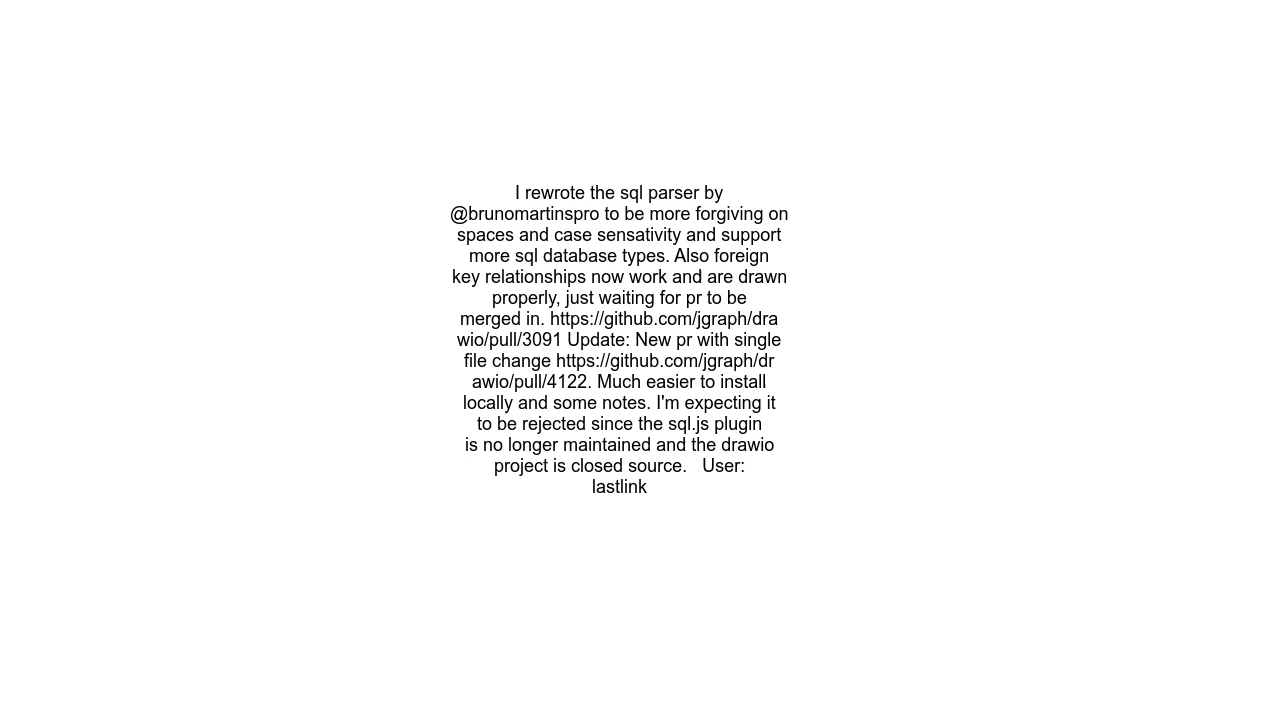 I rewrote the sql parser by
@brunomartinspro to be more forgiving on
spaces and case sensativity and support
more sql database types. Also foreign
key relationships now work and are drawn
properly, just waiting for pr to be
merged in. https://github.com/jgraph/dra
wio/pull/3091 Update: New pr with single
file change https://github.com/jgraph/dr
awio/pull/4122. Much easier to install
locally and some notes. I'm expecting it
to be rejected since the sql.js plugin
is no longer maintained and the drawio
project is closed source.   User:
lastlink